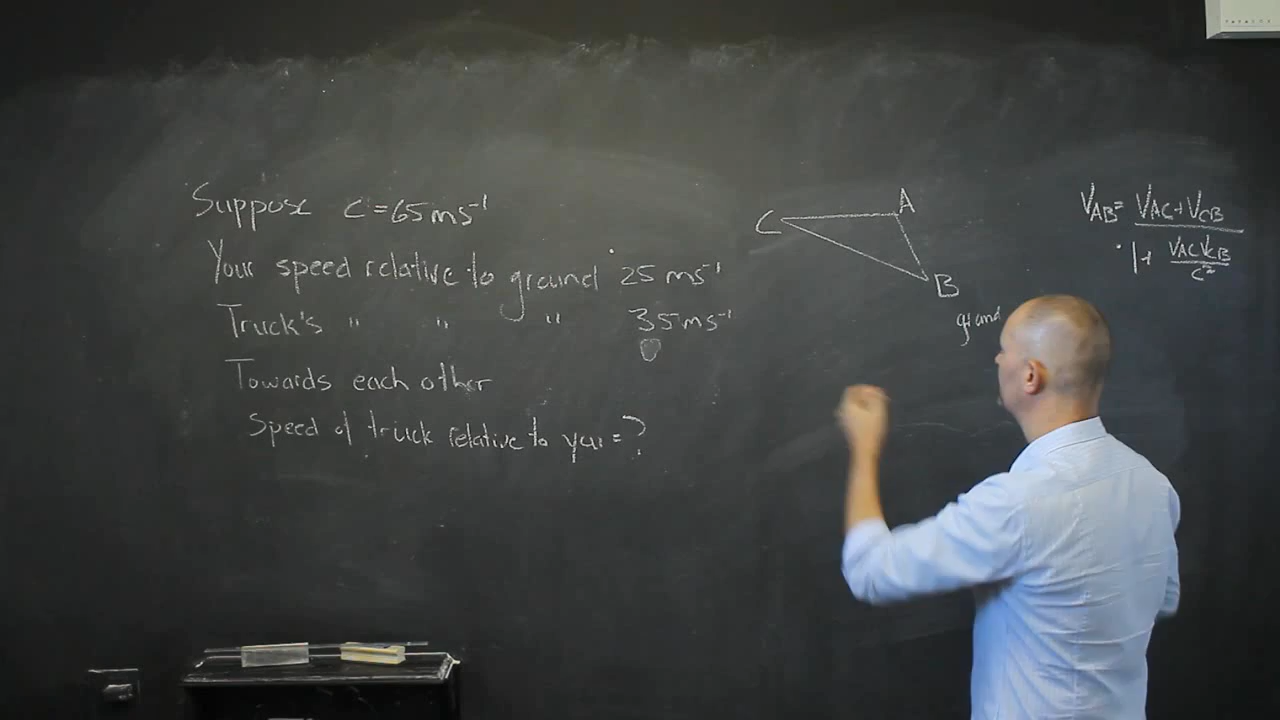 Suppose C = 65 ms⁻¹
Your speed relative to ground 25 ms⁻¹
Truck's " " " 35 ms⁻¹
Towards each other
Speed of truck relative to you = ?
C
A
B
V_AB = (V_AC + V_CB) / (1 + V_AC V_CB / c²)